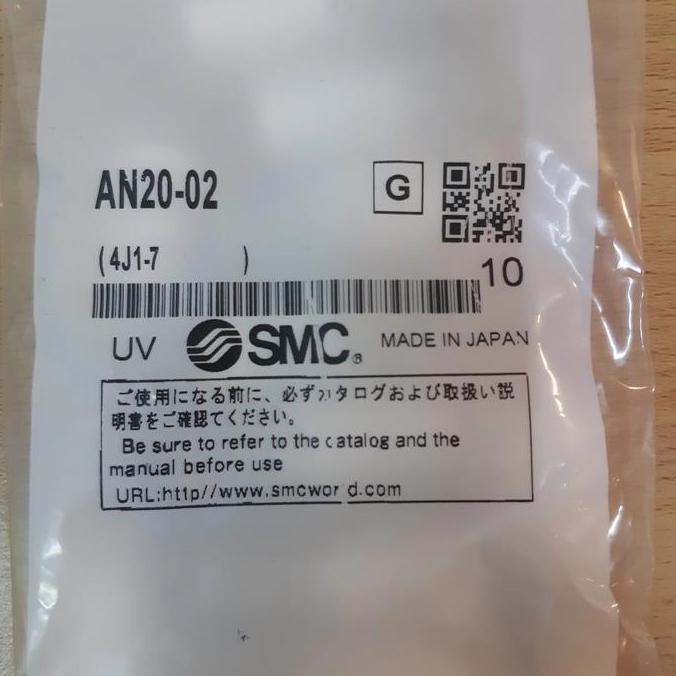 AN20-02
G
(4J1-7 )
10
UV
SMC®
MADE IN JAPAN
ご使用になる前に、必ずカタログおよび取扱い説
明書をご確認てください。
Be sure to refer to the catalog and the
manual before use
URL:http//www.smcworld.com